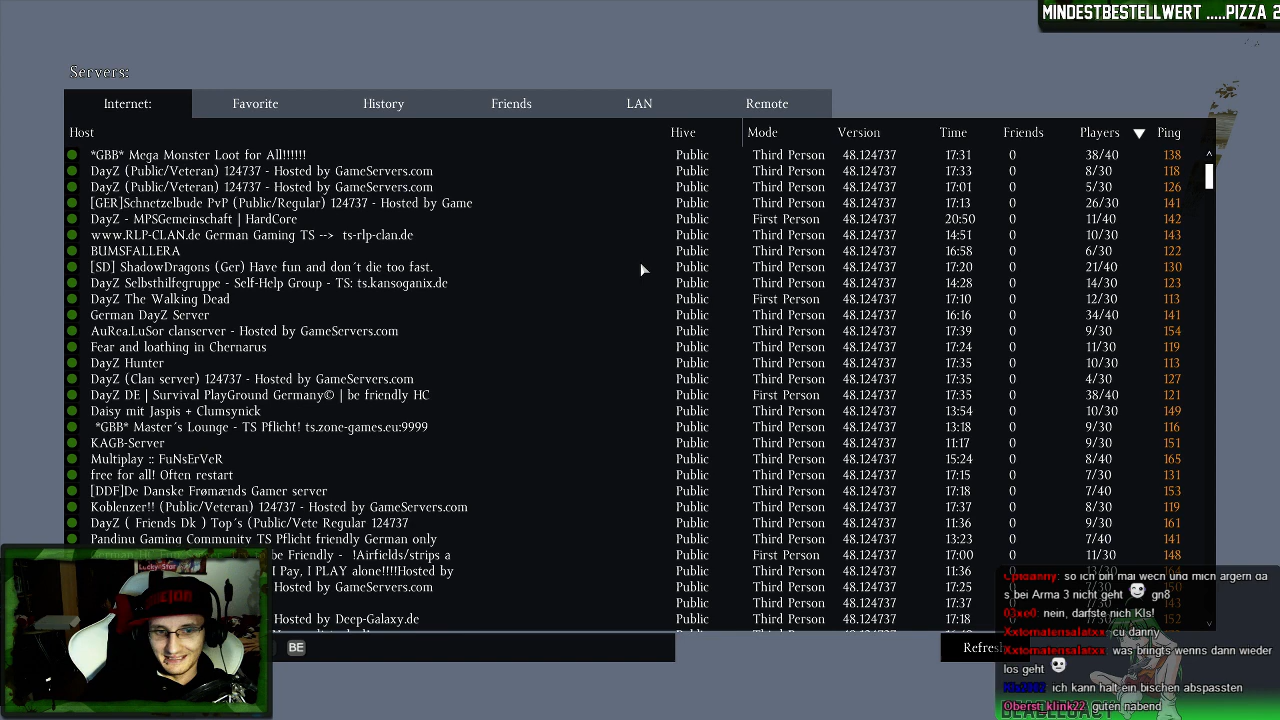 MINDESTBESTELLWERT .....PIZZA 2
Servers:
Internet: Favorite History Friends LAN Remote
Host Hive Mode Version Time Friends Players Ping
*GBB* Mega Monster Loot for All!!!!!! Public Third Person 48.124737 17:31 0 38/40 138
DayZ (Public/Veteran) 124737 - Hosted by GameServers.com Public Third Person 48.124737 17:33 0 8/30 118
DayZ (Public/Veteran) 124737 - Hosted by GameServers.com Public Third Person 48.124737 17:01 0 5/30 126
[GER]Schnetzelbude PvP (Public/Regular) 124737 - Hosted by Game Public Third Person 48.124737 17:13 0 26/30 141
DayZ - MPSGemeinschaft | HardCore Public First Person 48.124737 20:50 0 11/40 142
www.RLP-CLAN.de German Gaming TS --> ts-rlp-clan.de Public Third Person 48.124737 14:51 0 10/30 143
BUMSFALLERA Public Third Person 48.124737 16:58 0 6/30 122
[SD] ShadowDragons (Ger) Have fun and don´t die too fast. Public Third Person 48.124737 17:20 0 21/40 130
DayZ Selbsthilfegruppe - Self-Help Group - TS: ts.kansoganix.de Public Third Person 48.124737 14:28 0 14/30 123
DayZ The Walking Dead Public First Person 48.124737 17:10 0 12/30 113
German DayZ Server Public Third Person 48.124737 16:16 0 34/40 141
AuRea.LuSor clanserver - Hosted by GameServers.com Public Third Person 48.124737 17:39 0 9/30 154
Fear and loathing in Chernarus Public Third Person 48.124737 17:24 0 11/30 119
DayZ Hunter Public Third Person 48.124737 17:35 0 10/30 113
DayZ (Clan server) 124737 - Hosted by GameServers.com Public Third Person 48.124737 17:35 0 4/30 127
DayZ DE | Survival PlayGround Germany© | be friendly HC Public First Person 48.124737 17:35 0 38/40 121
Daisy mit Jaspis + Clumsynick Public Third Person 48.124737 13:54 0 10/30 149
*GBB* Master´s Lounge - TS Pflicht! ts.zone-games.eu:9999 Public Third Person 48.124737 13:18 0 9/30 116
KAGB-Server Public Third Person 48.124737 11:17 0 9/30 151
Multiplay :: FuNsErVeR Public Third Person 48.124737 15:24 0 8/40 165
free for all! Often restart Public Third Person 48.124737 17:15 0 7/30 131
[DDF]De Danske Frømænds Gamer server Public Third Person 48.124737 17:18 0 7/40 153
Koblenzer!! (Public/Veteran) 124737 - Hosted by GameServers.com Public Third Person 48.124737 17:37 0 8/30 119
DayZ ( Friends Dk ) Top´s (Public/Vete Regular 124737 Public Third Person 48.124737 11:36 0 9/30 161
Pandinu Gaming Community TS Pflicht friendly German only Public Third Person 48.124737 13:23 0 7/40 141
be Friendly - !Airfields/strips a Public First Person 48.124737 17:00 0 11/30 148
I Pay, I PLAY alone!!!!Hosted by Public Third Person 48.124737 11:36 0 13/30 164
Hosted by GameServers.com Public Third Person 48.124737 17:25 0
Public Third Person 48.124737 17:37 0
Hosted by Deep-Galaxy.de Public Third Person 48.124737 17:18 0
BE
Refresh
so ich bin mal wech und mich ärgern da
s bei Arma 3 nicht geht gn8
nein, darfste nich Kls!
Xxtomatensalatxx: cu danny
Xxtomatensalatxx: was bringts wenns dann wieder
los geht
ich kann halt ein bischen abspassten
Oberst_klink22: guten nabend